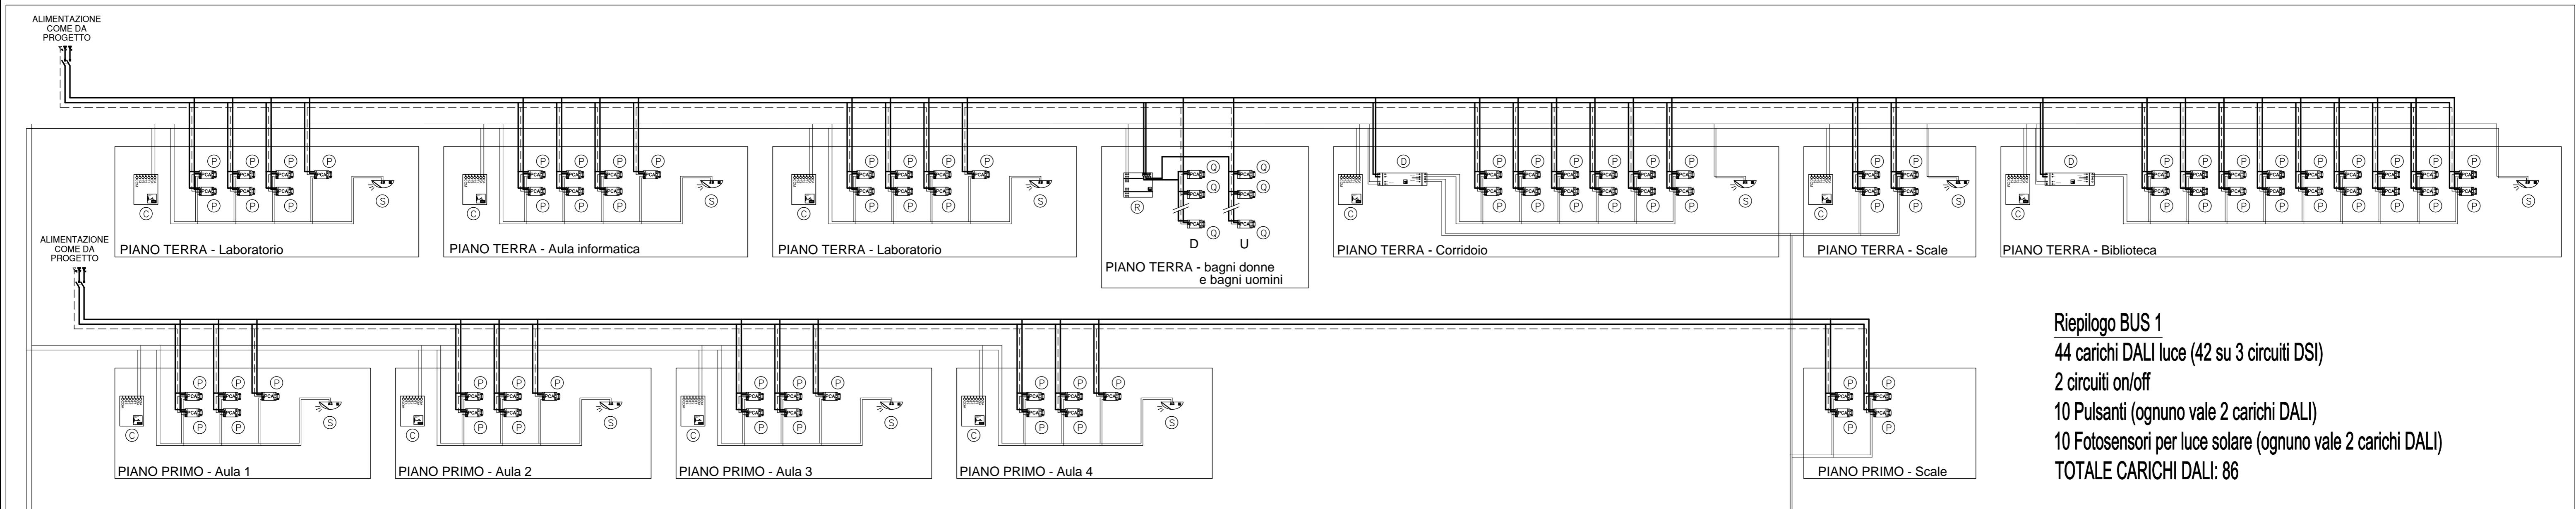 ALIMENTAZIONE
COME DA
PROGETTO
P P P P
P P P
C
S
PIANO TERRA - Laboratorio
P P P P
P P P
C
S
PIANO TERRA - Aula informatica
P P P P
P P P
C
S
PIANO TERRA - Laboratorio
Q Q
Q Q
R
Q Q
D U
PIANO TERRA - bagni donne
e bagni uomini
D
P P P P P P
P P P P P P
C
S
PIANO TERRA - Corridoio
P P
P P
C
S
PIANO TERRA - Scale
D
P P P P P P P P P
P P P P P P P P P
C
S
PIANO TERRA - Biblioteca
ALIMENTAZIONE
COME DA
PROGETTO
P P P
P P
C
S
PIANO PRIMO - Aula 1
P P P
P P
C
S
PIANO PRIMO - Aula 2
P P P
P P
C
S
PIANO PRIMO - Aula 3
P P P
P P
C
S
PIANO PRIMO - Aula 4
P P
P P
PIANO PRIMO - Scale
Riepilogo BUS 1
44 carichi DALI luce (42 su 3 circuiti DSI)
2 circuiti on/off
10 Pulsanti (ognuno vale 2 carichi DALI)
10 Fotosensori per luce solare (ognuno vale 2 carichi DALI)
TOTALE CARICHI DALI: 86